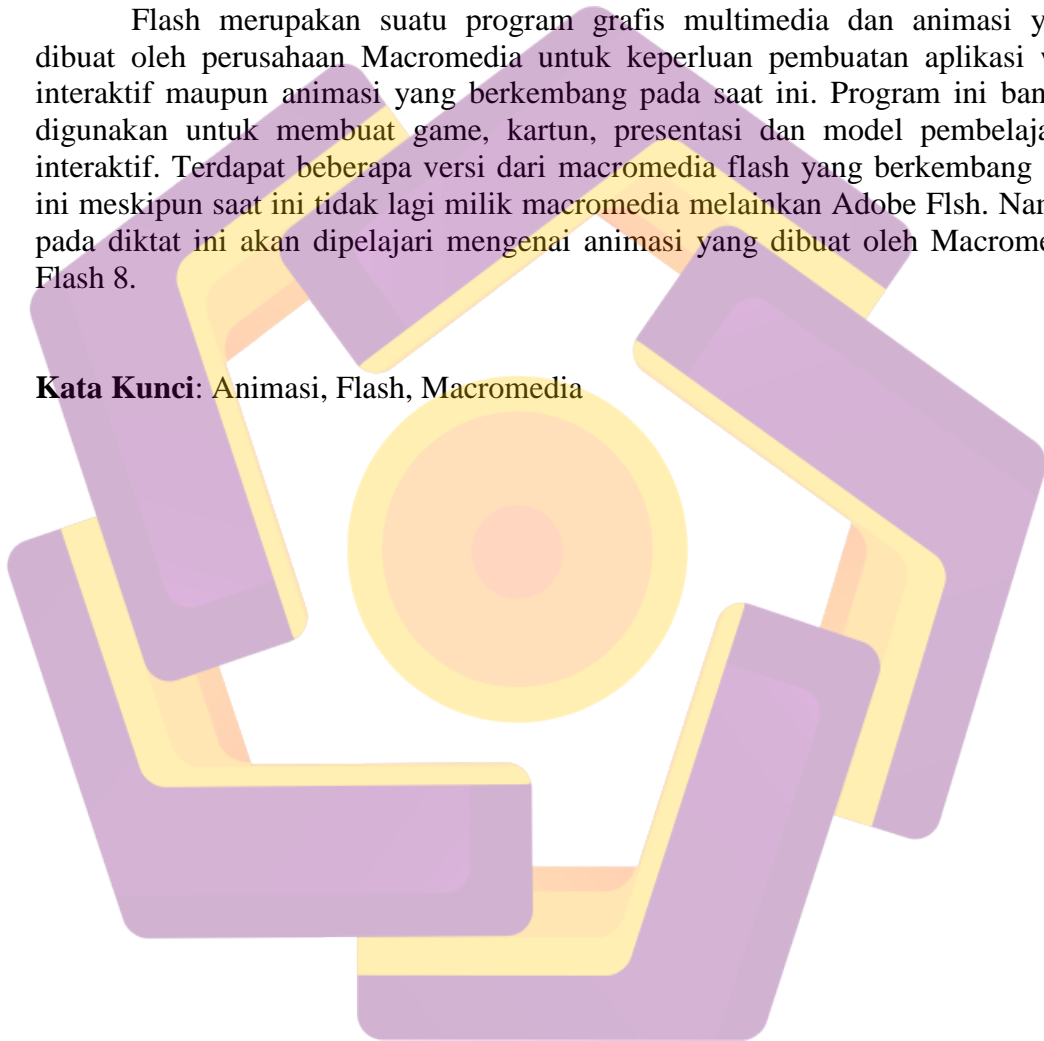 Flash merupakan suatu program grafis multimedia dan animasi y
dibuat oleh perusahaan Macromedia untuk keperluan pembuatan aplikasi
interaktif maupun animasi yang berkembang pada saat ini. Program ini ban
digunakan untuk membuat game, kartun, presentasi dan model pembelaja
interaktif. Terdapat beberapa versi dari macromedia flash yang berkembang
ini meskipun saat ini tidak lagi milik macromedia melainkan Adobe Flsh. Nam
pada diktat ini akan dipelajari mengenai animasi yang dibuat oleh Macrome
Flash 8.
Kata Kunci: Animasi, Flash, Macromedia